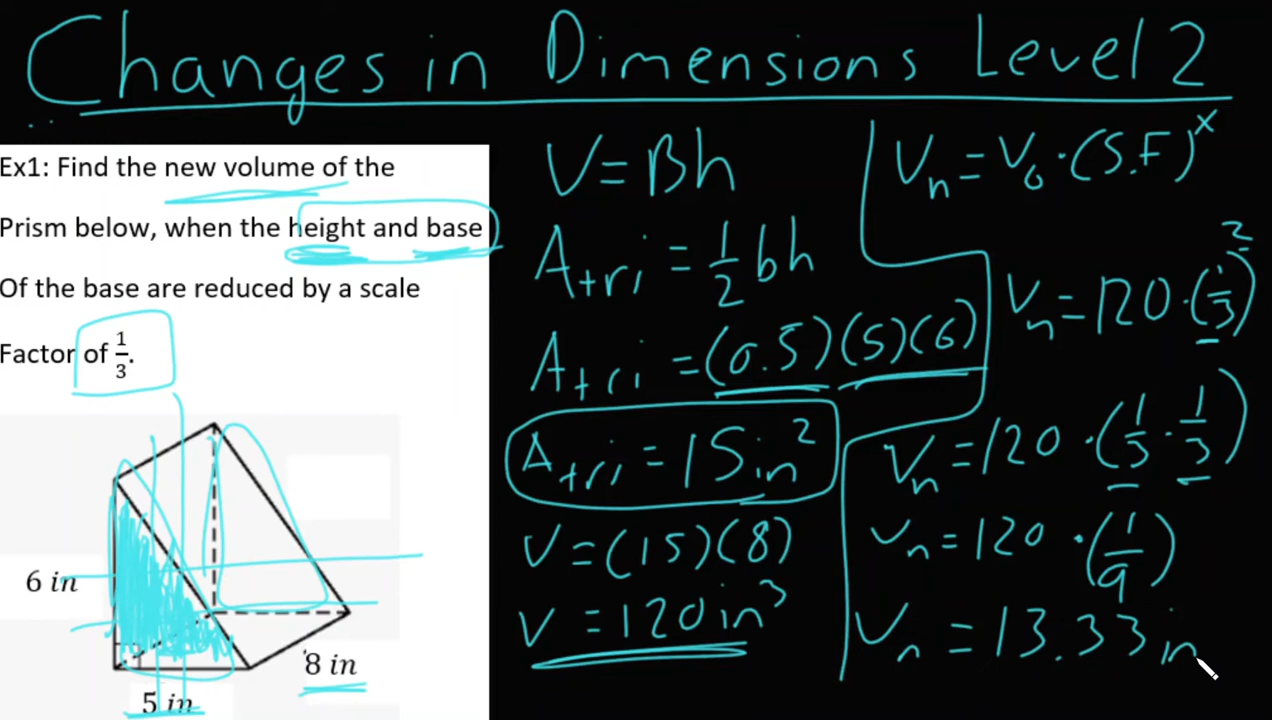 Changes in Dimensions Level 2
Ex1: Find the new volume of the
Prism below, when the height and base
Of the base are reduced by a scale
Factor of 1/3.
6 in
8 in
5 in
V = Bh
A tri = 1/2 bh
A tri = (0.5)(5)(6)
A tri = 15 in²
V = (15)(8)
V = 120 in³
Vn = Vo · (S.F)^x
Vn = 120 · (1/3)²
Vn = 120 · (1/3 · 1/3)
Vn = 120 · (1/9)
Vn = 13.33 in